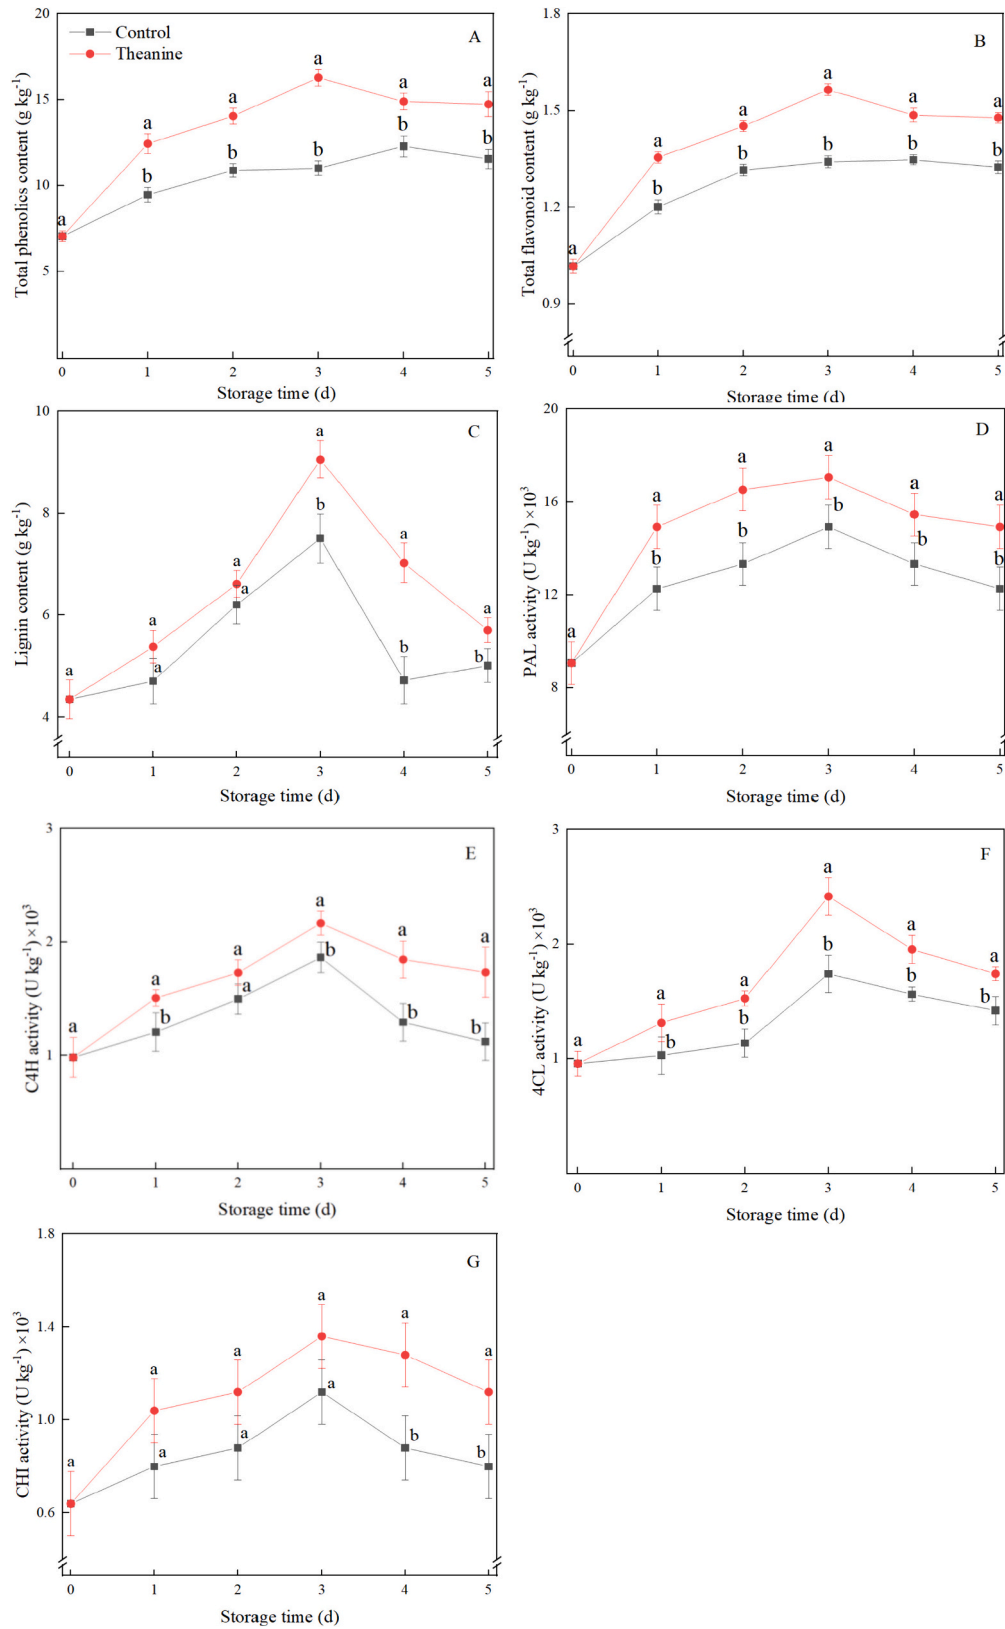 20
15
10
5
Total phenolics content (g kg⁻¹)
Control
Theanine
A
a
a
a
a
a
a
b
b
b
b
b
0 1 2 3 4 5
Storage time (d)
1.8
1.5
1.2
0.9
Total flavonoid content (g kg⁻¹)
B
a
a
a
a
a
a
b
b
b
b
b
0 1 2 3 4 5
Storage time (d)
10
8
6
4
Lignin content (g kg⁻¹)
C
a
a
a
a
a
a
a
a
b
b
b
0 1 2 3 4 5
Storage time (d)
20
16
12
8
PAL activity (U kg⁻¹) ×10³
D
a
a
a
a
a
a
b
b
b
b
b
0 1 2 3 4 5
Storage time (d)
3
2
1
C4H activity (U kg⁻¹) ×10³
E
a
a
a
a
a
a
b
a
b
b
b
0 1 2 3 4 5
Storage time (d)
3
2
1
4CL activity (U kg⁻¹) ×10³
F
a
a
a
a
a
a
b
b
b
b
b
0 1 2 3 4 5
Storage time (d)
1.8
1.4
1.0
0.6
CHI activity (U kg⁻¹) ×10³
G
a
a
a
a
a
a
a
a
a
b
b
0 1 2 3 4 5
Storage time (d)